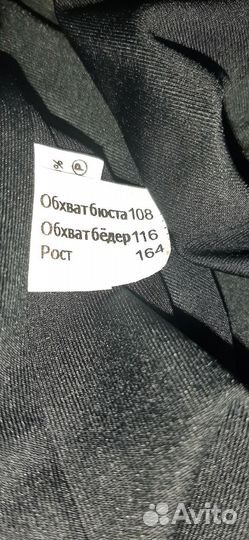 Обхват бюста 108
Обхват бёдер 116
Рост 164
Avito